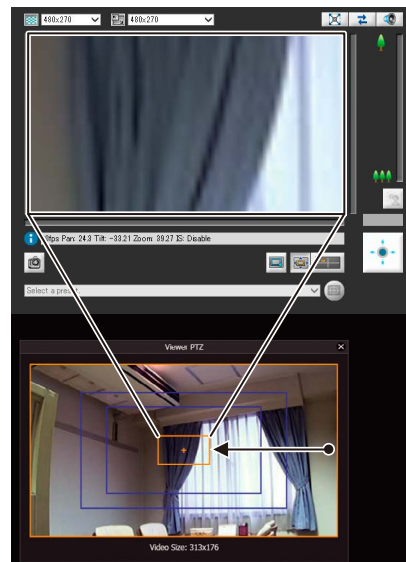 480x270 480x270
Pan: 24.3 Tilt: -33.21 Zoom: 39.27 IS: Disable
Select a preset.
Viewer PTZ
Video Size: 313x176